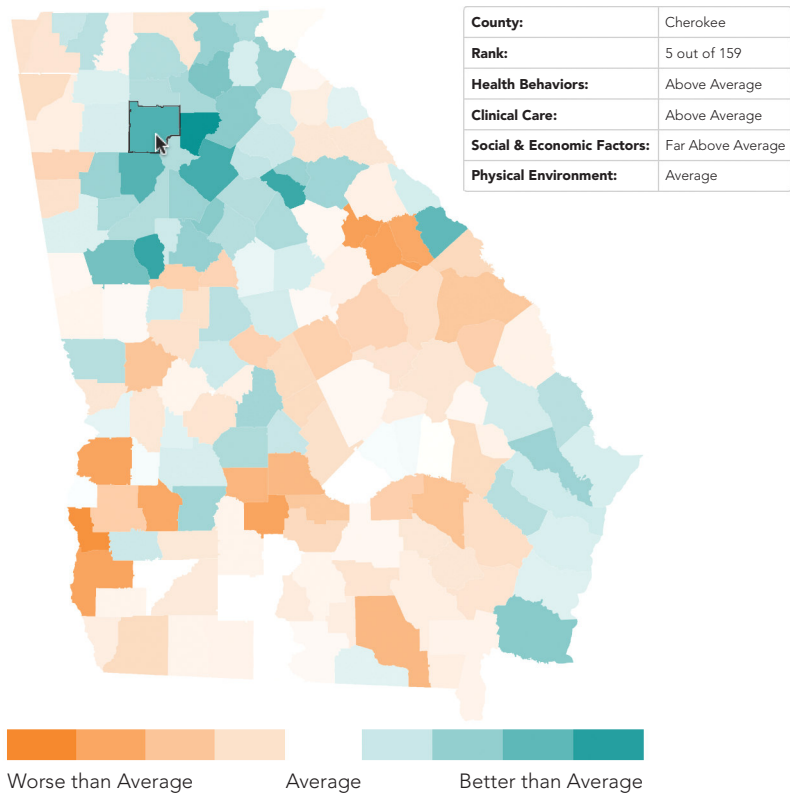 County: Cherokee
Rank: 5 out of 159
Health Behaviors: Above Average
Clinical Care: Above Average
Social & Economic Factors: Far Above Average
Physical Environment: Average
Worse than Average Average Better than Average